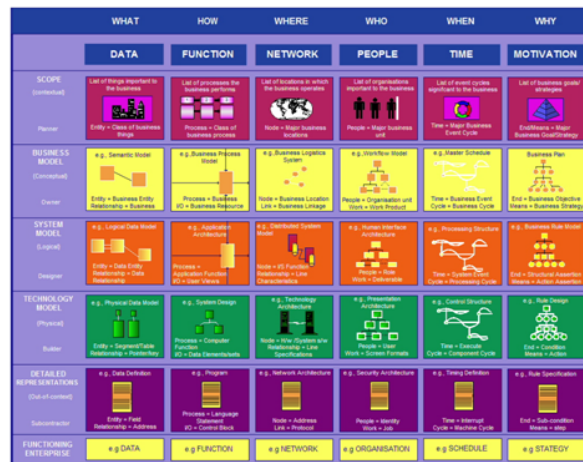 WHAT HOW WHERE WHO WHEN WHY
DATA FUNCTION NETWORK PEOPLE TIME MOTIVATION
SCOPE
(contextual)
Planner
List of things important to
the business
Entity = Class of business
things
List of processes the
business performs
Process = Class of
business process
List of locations in which
the business operates
Node = Major business
locations
List of organisations
important to the business
People = Major business
unit
List of event cycles
significant to the business
Time = Major Business
Event Cycle
List of business goals/
strategies
End/Means = Major
Business Goal/Strategy
BUSINESS
MODEL
(Conceptual)
Owner
e.g., Semantic Model
Entity = Business Entity
Relationship = Business
e.g., Business Process
Model
Process = Business
I/O = Business Resource
e.g., Business Logistics
System
Node = Business Location
Link = Business Linkage
e.g., Workflow Model
People = Organisation unit
Work = Work Product
e.g., Master Schedule
Time = Business Event
Cycle = Business Cycle
Business Plan
End = Business Objective
Means = Business Strategy
SYSTEM
MODEL
(Logical)
Designer
e.g., Logical Data Model
Entity = Data Entity
Relationship = Data
Relationship
e.g., Application
Architecture
Process =
Application Function
I/O = User Views
e.g., Distributed System
Model
Node = I/S Function
Relationship = Line
Characteristics
e.g., Human Interface
Architecture
People = Role
Work = Deliverable
e.g., Processing Structure
Time = System Event
Cycle = Processing Cycle
e.g., Business Rule Model
End = Structural Assertion
Means = Action Assertion
TECHNOLOGY
MODEL
(Physical)
Builder
e.g., Physical Data Model
Entity = Segment/Table
Relationship = Pointer/Key
e.g., System Design
Process = Computer
Function
I/O = Data Elements/sets
e.g., Technology Architecture
Node = h/w /System s/w
Relationship = Line
Specifications
e.g., Presentation
Architecture
People = User
Work = Screen Formats
e.g., Control Structure
Time = Execute
Cycle = Component Cycle
e.g., Rule Design
End = Condition
Means = Action
DETAILED
REPRESENTATIONS
(Out-of-context)
Subcontractor
e.g., Data Definition
Entity = Field
Relationship = Address
e.g., Program
Process = Language
Statement
I/O = Control Block
e.g., Network Architecture
Node = Address
Link = Protocol
e.g., Security Architecture
People = Identity
Work = Job
e.g., Timing Definition
Time = Interrupt
Cycle = Machine Cycle
e.g., Rule Specification
End = Sub-condition
Means = step
FUNCTIONING
ENTERPRISE
e.g DATA
e.g FUNCTION
e.g NETWORK
e.g ORGANISATION
e.g SCHEDULE
e.g STATEGY